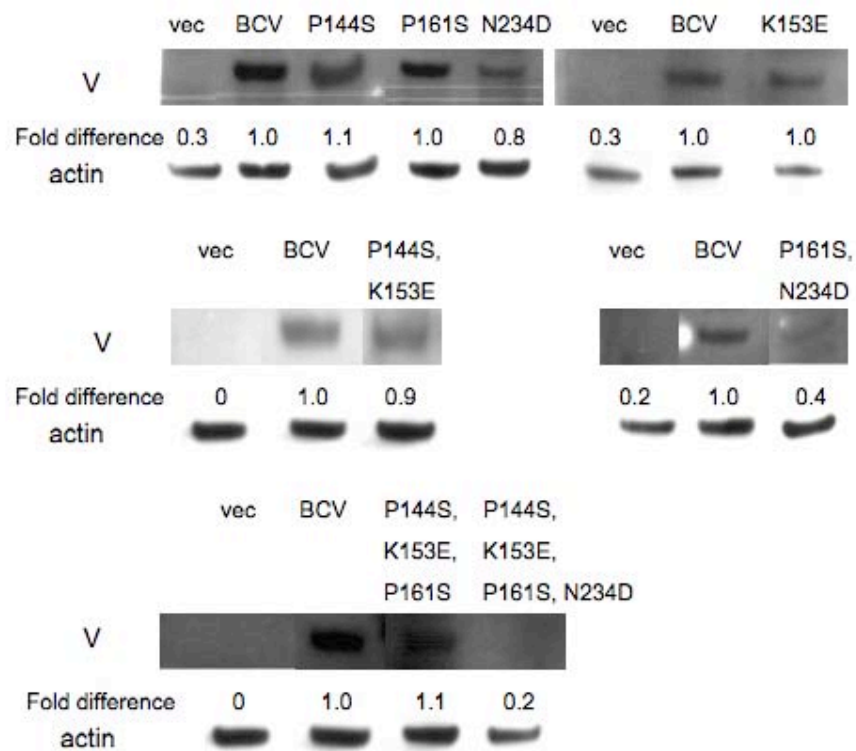 vec BCV P144S P161S N234D vec BCV K153E
V
Fold difference 0.3 1.0 1.1 1.0 0.8 0.3 1.0 1.0
actin
vec BCV P144S, vec BCV P161S,
K153E N234D
V
Fold difference 0 1.0 0.9 0.2 1.0 0.4
actin
vec BCV P144S, P144S,
K153E, K153E,
P161S P161S, N234D
V
Fold difference 0 1.0 1.1 0.2
actin